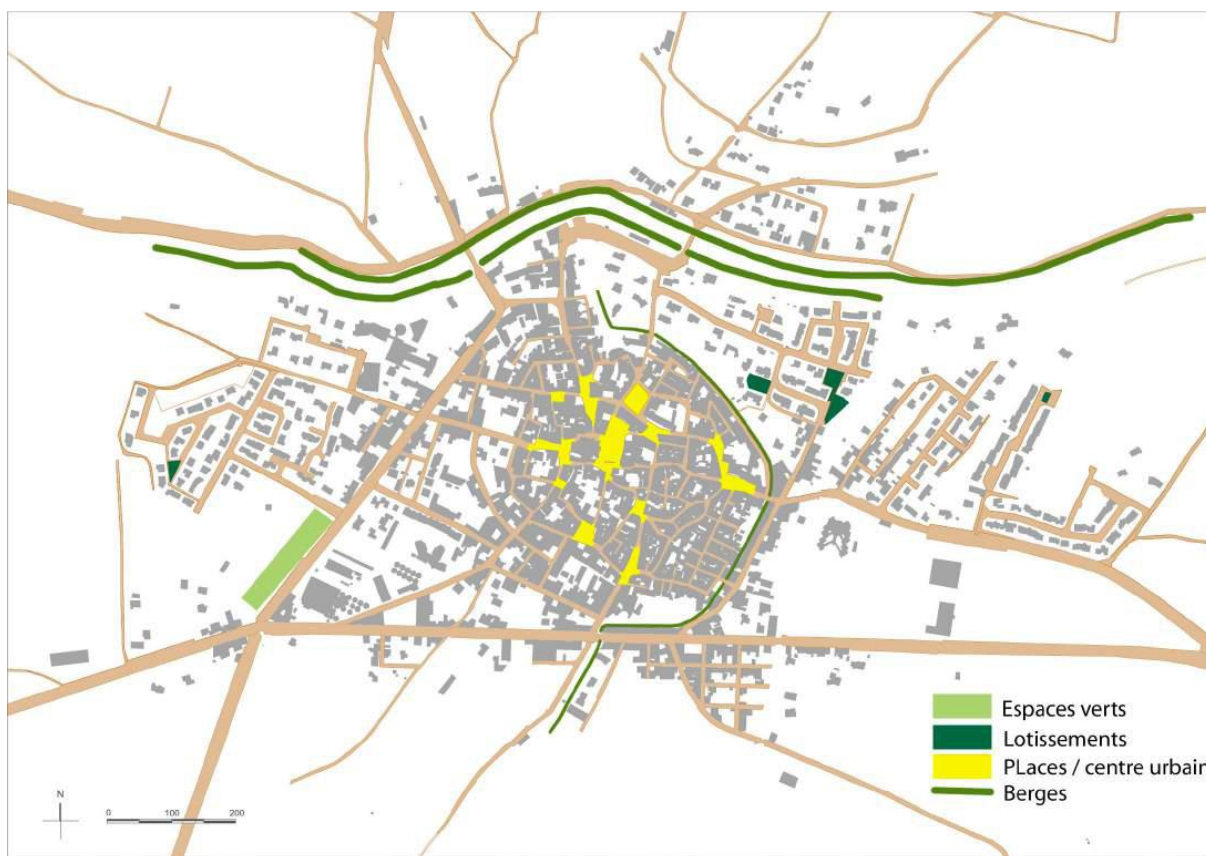 Espaces verts
Lotissements
PLaces / centre urbain
Berges
N
0 100 200